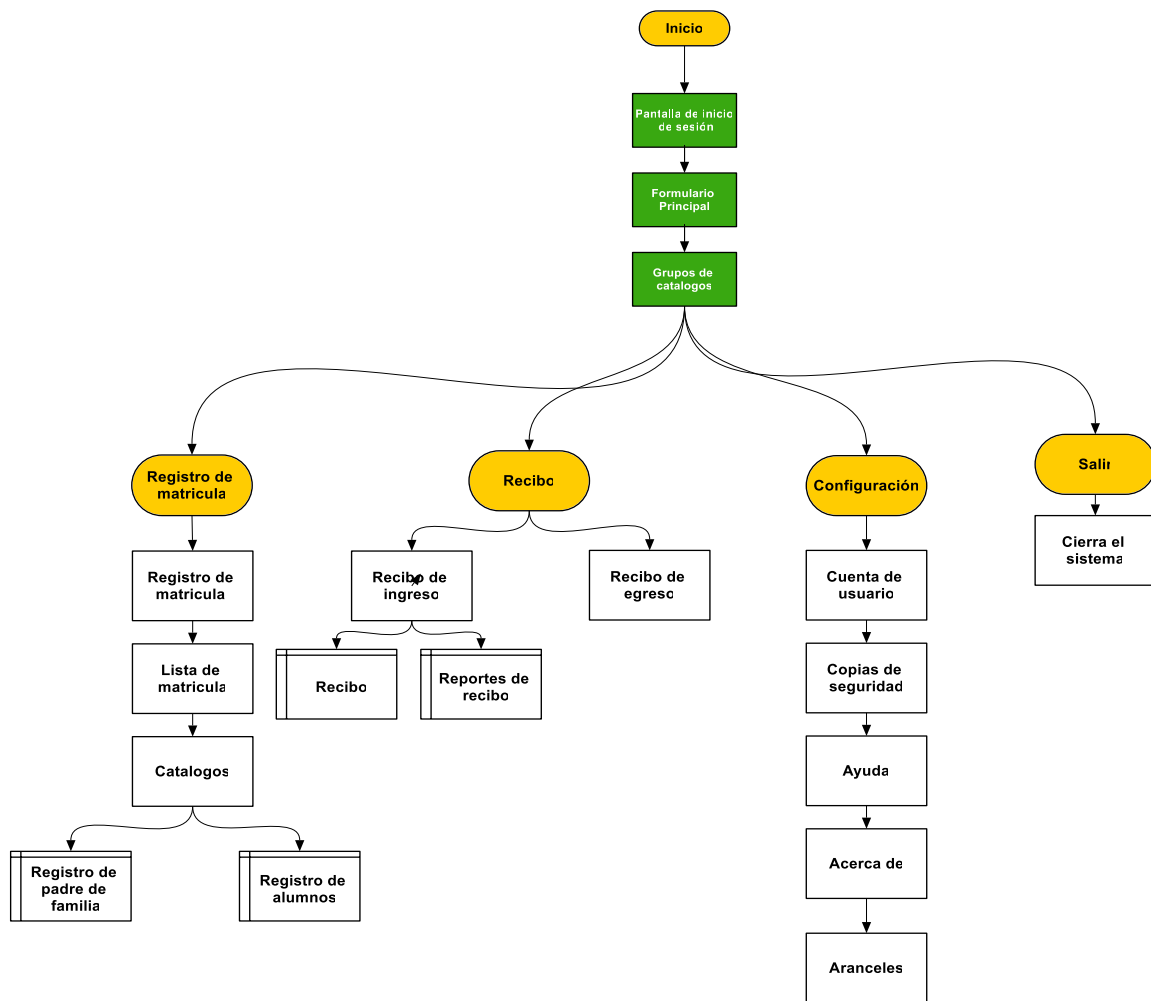 Inicio
Pantalla de inicio
de sesión
Formulario
Principal
Grupos de
catalogos
Registro de
matricula
Recibo
Configuración
Salir
Registro de
matricula
Recibo de
ingreso
Recibo de
egreso
Cuenta de
usuario
Cierra el
sistema
Lista de
matricula
Recibo
Reportes de
recibo
Copias de
seguridad
Catalogos
Ayuda
Registro de
padre de
familia
Registro de
alumnos
Acerca de
Aranceles